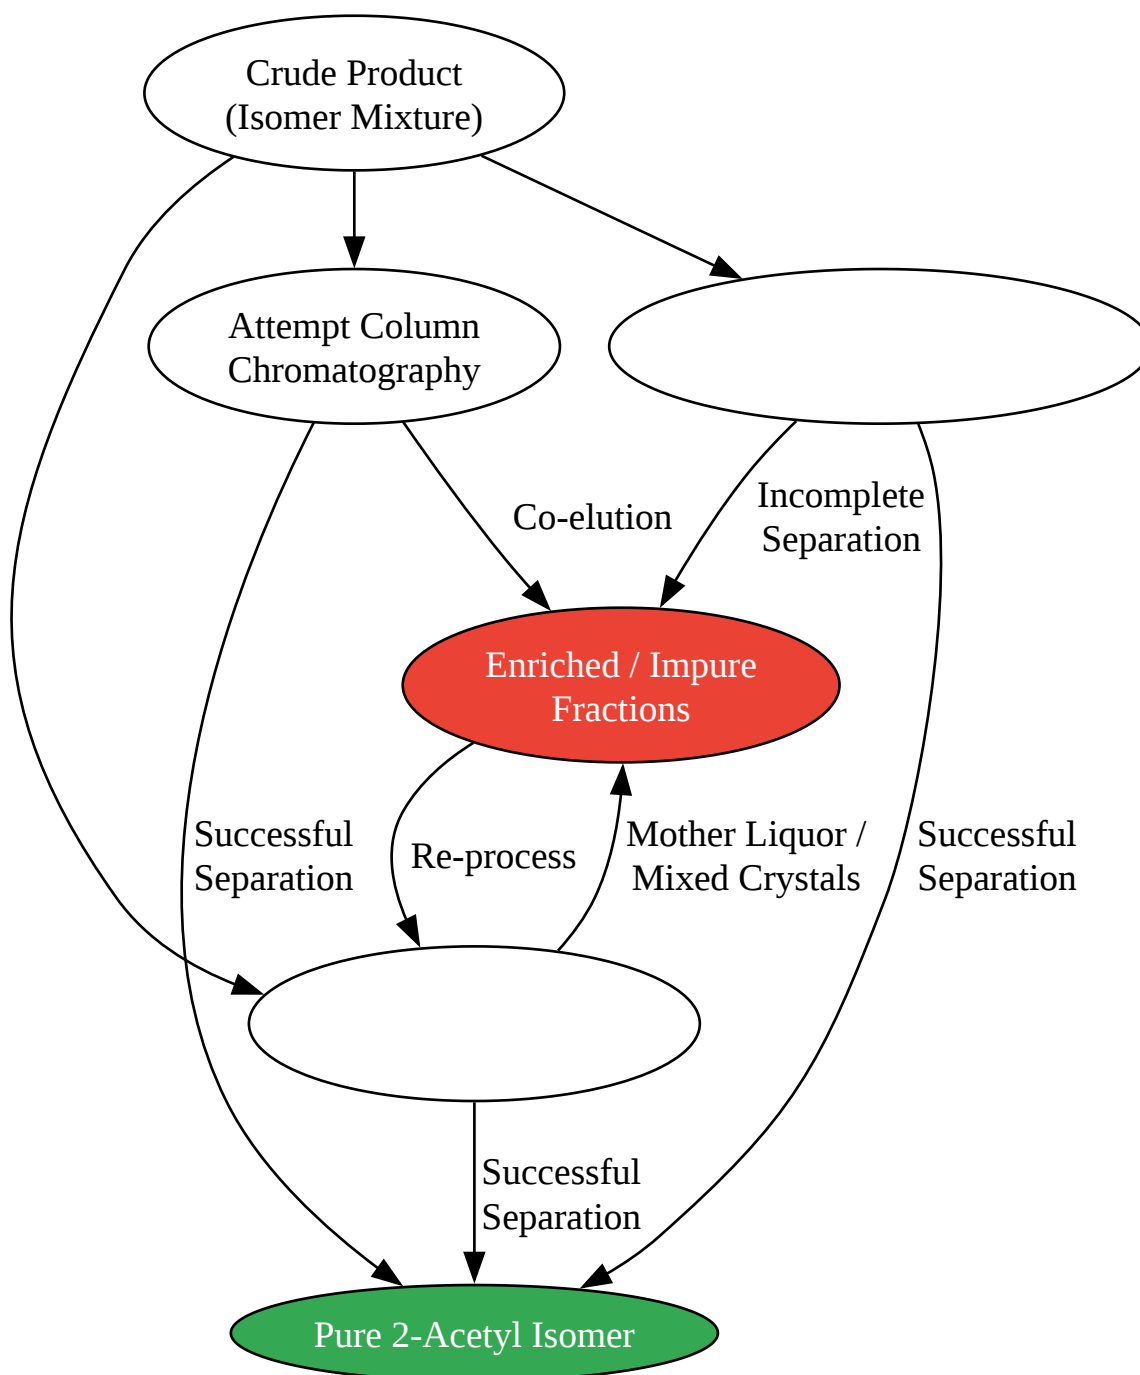 Crude Product
(Isomer Mixture)
Attempt Column
Chromatography
Co-elution
Incomplete
Separation
Enriched / Impure
Fractions
Successful
Separation
Re-process
Mother Liquor /
Mixed Crystals
Successful
Separation
Successful
Separation
Pure 2-Acetyl Isomer